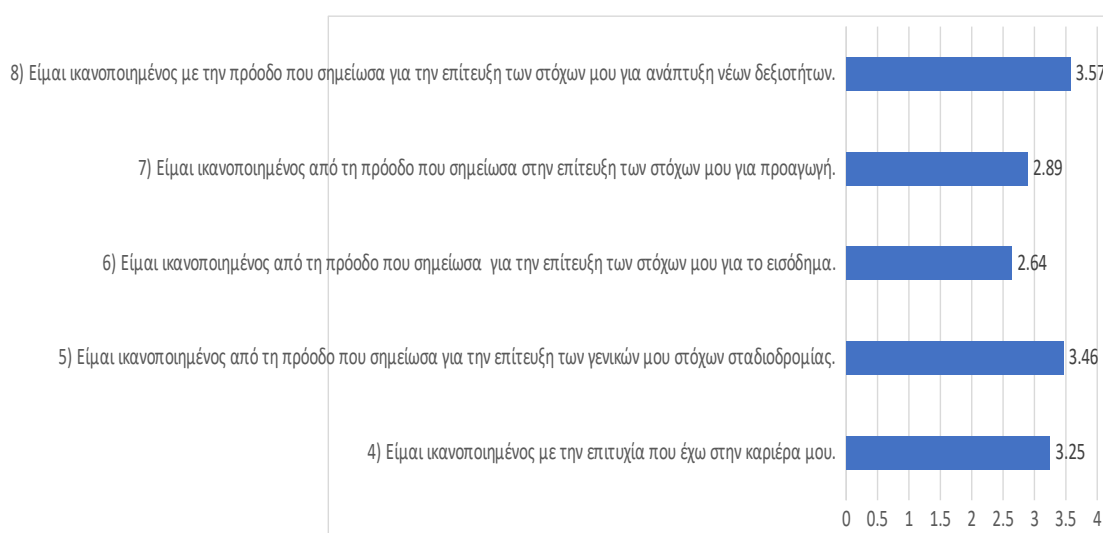 8) Είμαι ικανοποιημένος με την πρόοδο που σημείωσα για την επίτευξη των στόχων μου για ανάπτυξη νέων δεξιοτήτων.
3.57
7) Είμαι ικανοποιημένος από τη πρόοδο που σημείωσα στην επίτευξη των στόχων μου για προαγωγή.
2.89
6) Είμαι ικανοποιημένος από τη πρόοδο που σημείωσα  για την επίτευξη των στόχων μου για το εισόδημα.
2.64
5) Είμαι ικανοποιημένος από τη πρόοδο που σημείωσα για την επίτευξη των γενικών μου στόχων σταδιοδρομίας.
3.46
4) Είμαι ικανοποιημένος με την επιτυχία που έχω στην καριέρα μου.
3.25
0 0.5 1 1.5 2 2.5 3 3.5 4